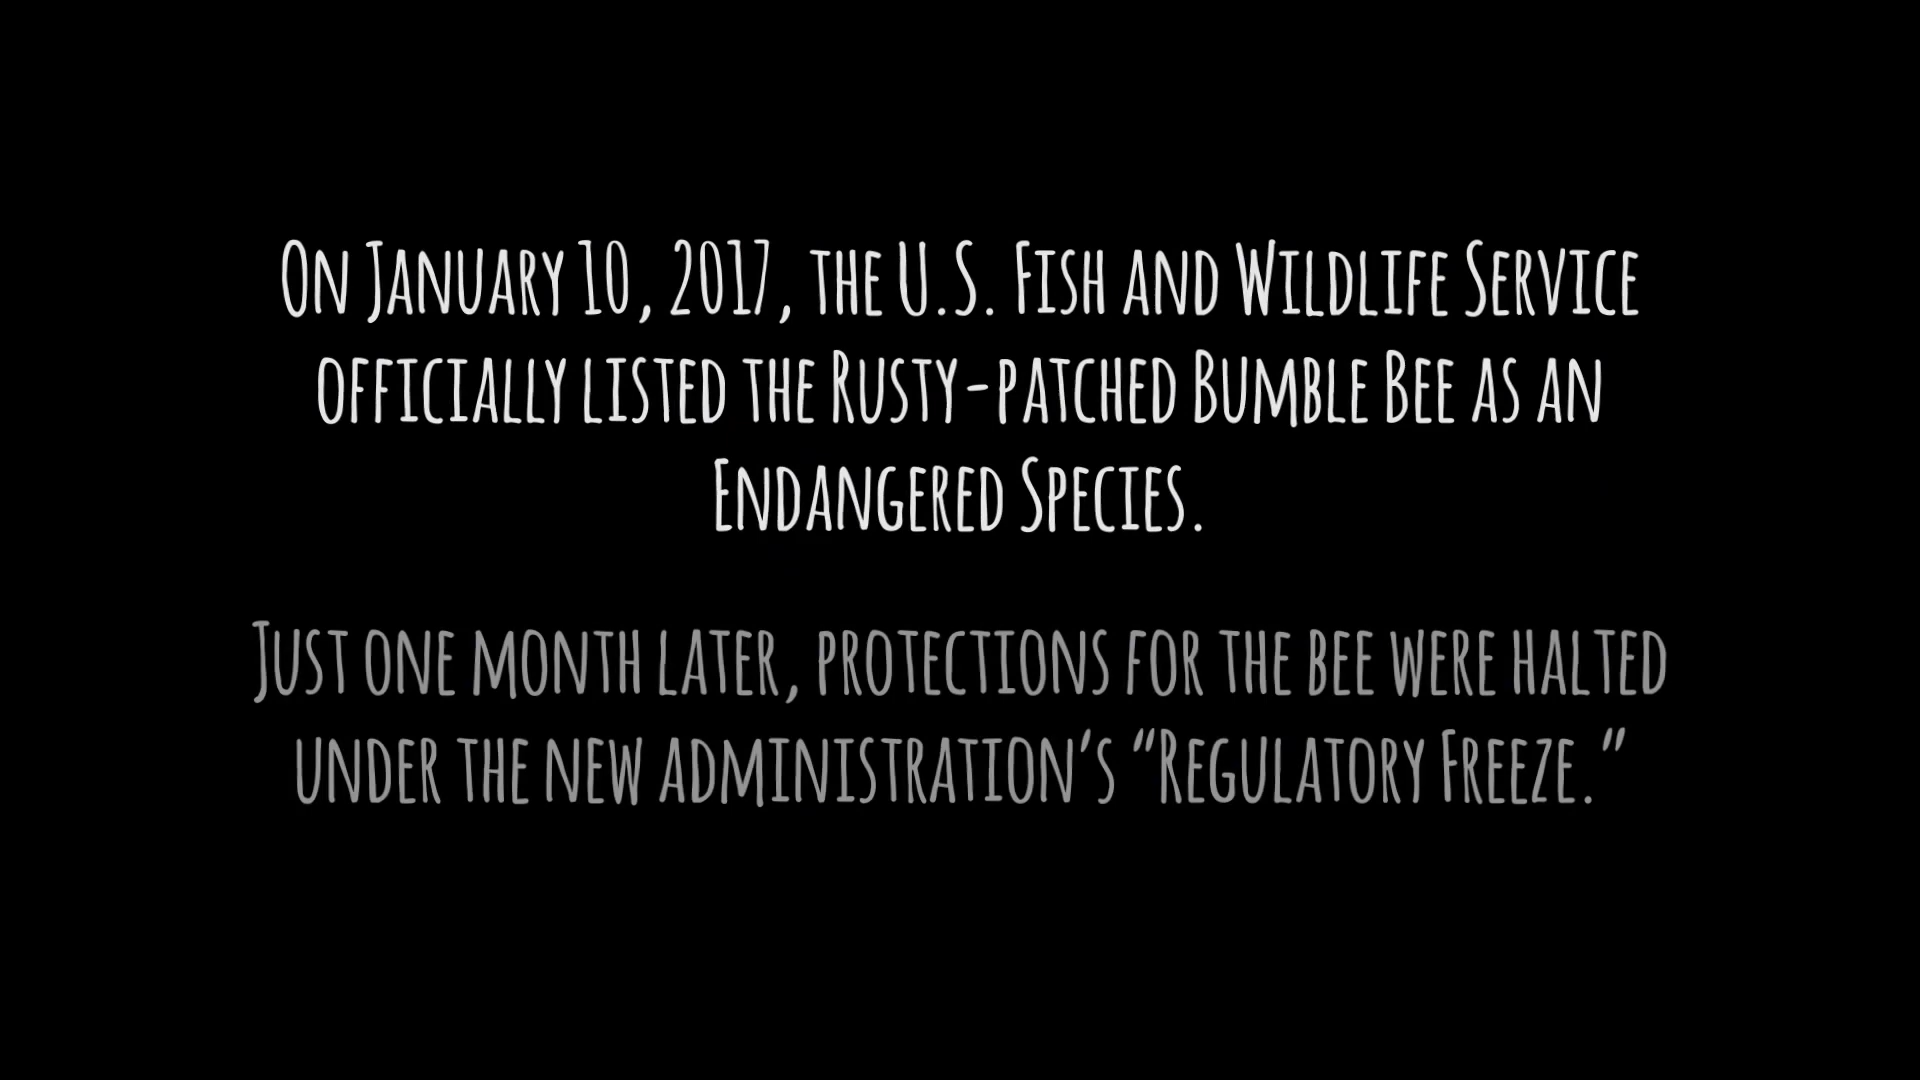 On January 10, 2017, the U.S. Fish and Wildlife Service
officially listed the Rusty-patched Bumble Bee as an
Endangered Species.
Just one month later, protections for the bee were halted
under the new administration’s “Regulatory Freeze.”